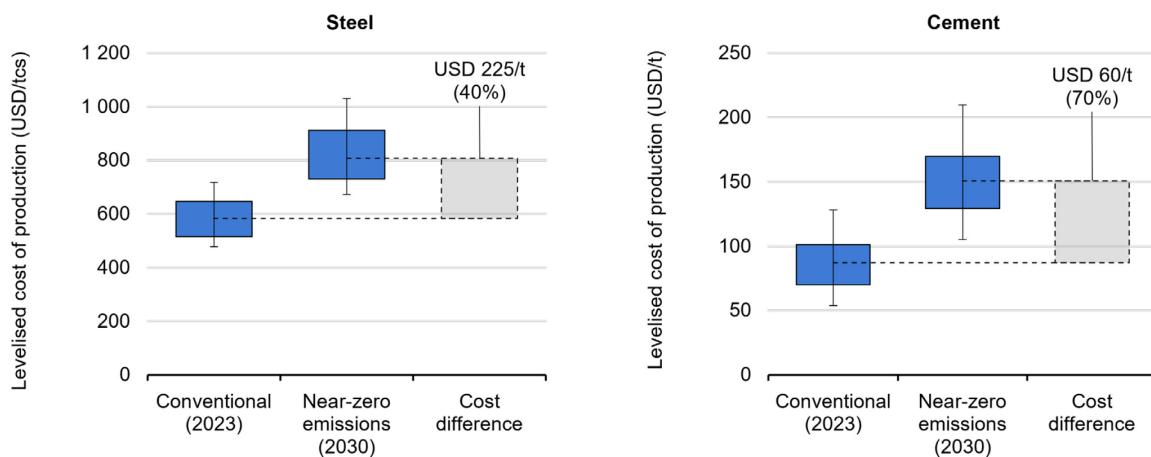 Steel
Levelised cost of production (USD/tcs)
1 200
1 000
800
600
400
200
0
USD 225/t
(40%)
Conventional
(2023)
Near-zero
emissions
(2030)
Cost
difference
Cement
Levelised cost of production (USD/t)
250
200
150
100
50
0
USD 60/t
(70%)
Conventional
(2023)
Near-zero
emissions
(2030)
Cost
difference